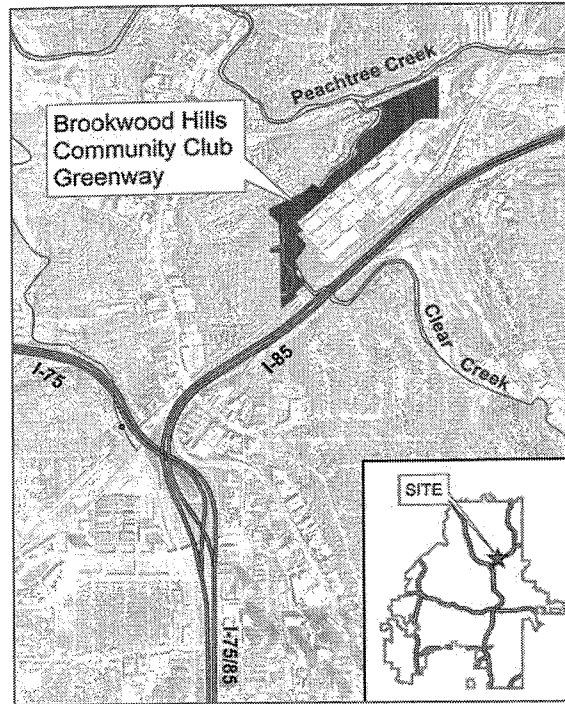 Peachtree Creek
Brookwood Hills
Community Club
Greenway
I-75
I-85
Clear Creek
I-75/85
SITE